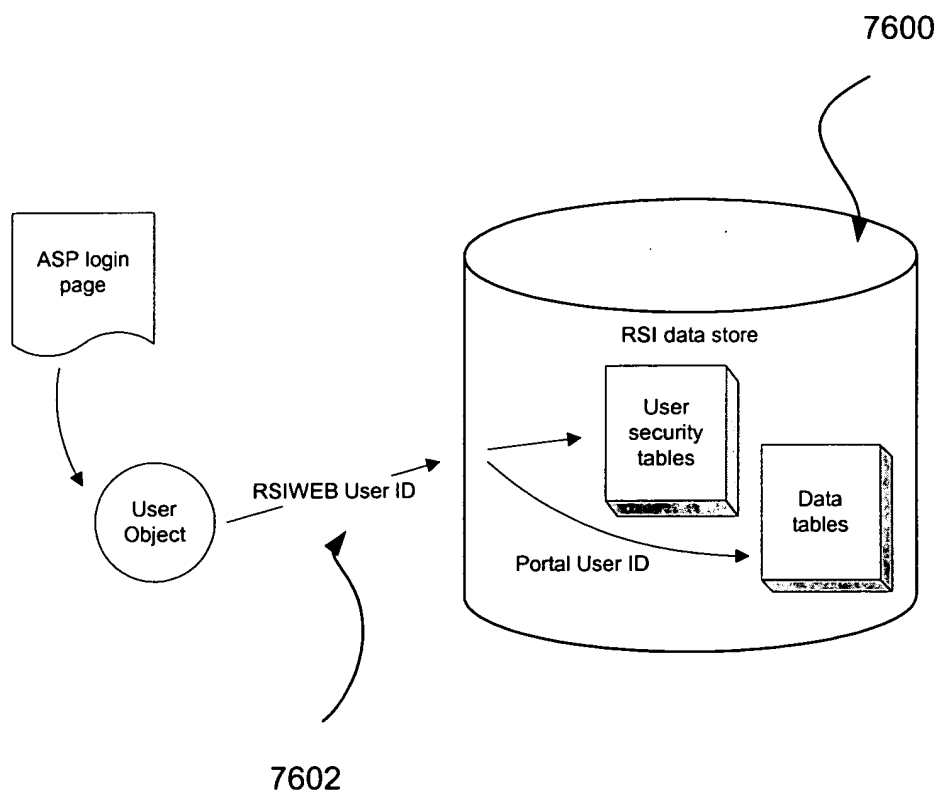 7600
ASP login
page
RSI data store
User
security
tables
RSIWEB User ID
User
Object
Data
tables
Portal User ID
7602